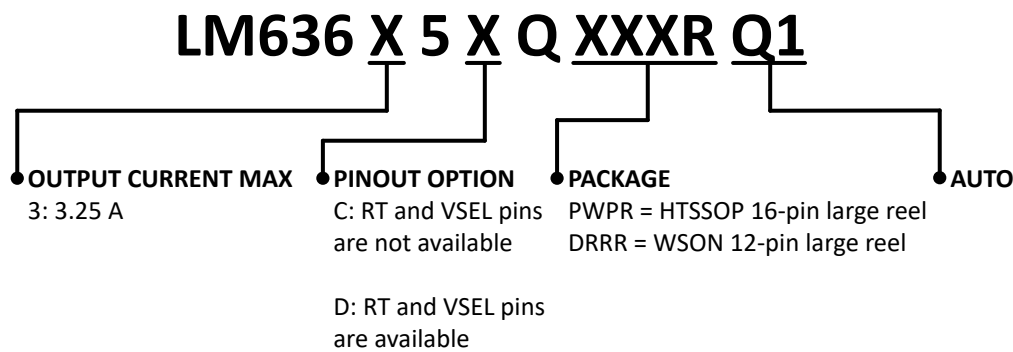 LM636 X 5 X Q XXXR Q1
OUTPUT CURRENT MAX
3: 3.25 A
PINOUT OPTION
C: RT and VSEL pins
are not available
D: RT and VSEL pins
are available
PACKAGE
PWPR = HTSSOP 16-pin large reel
DRRR = WSON 12-pin large reel
AUTO